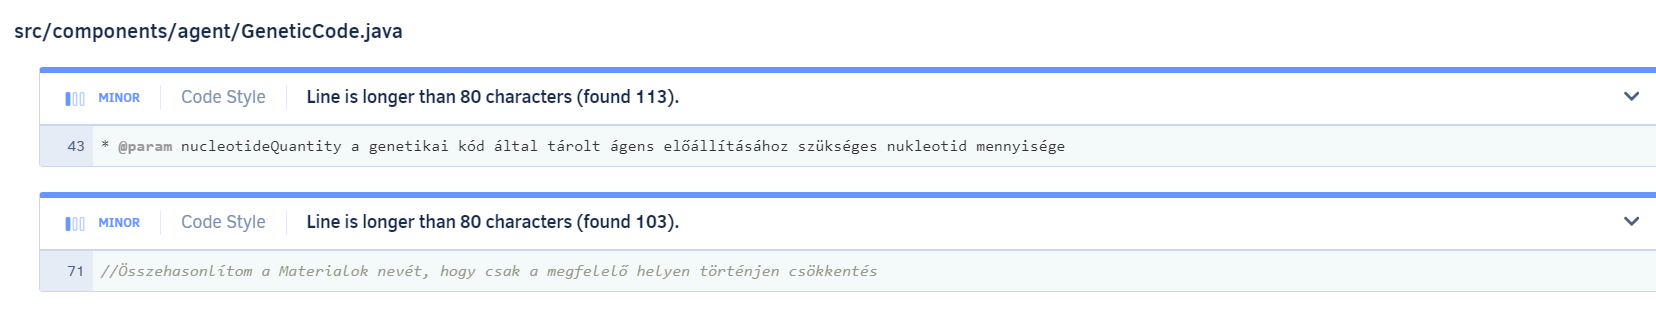 src/components/agent/GeneticCode.java
MINOR Code Style Line is longer than 80 characters (found 113).
43 * @param nucleotideQuantity a genetikai kód által tárolt ágens előállításához szükséges nukleotid mennyisége
MINOR Code Style Line is longer than 80 characters (found 103).
71 //Összehasonlítom a Materialok nevét, hogy csak a megfelelő helyen történjen csökkentés